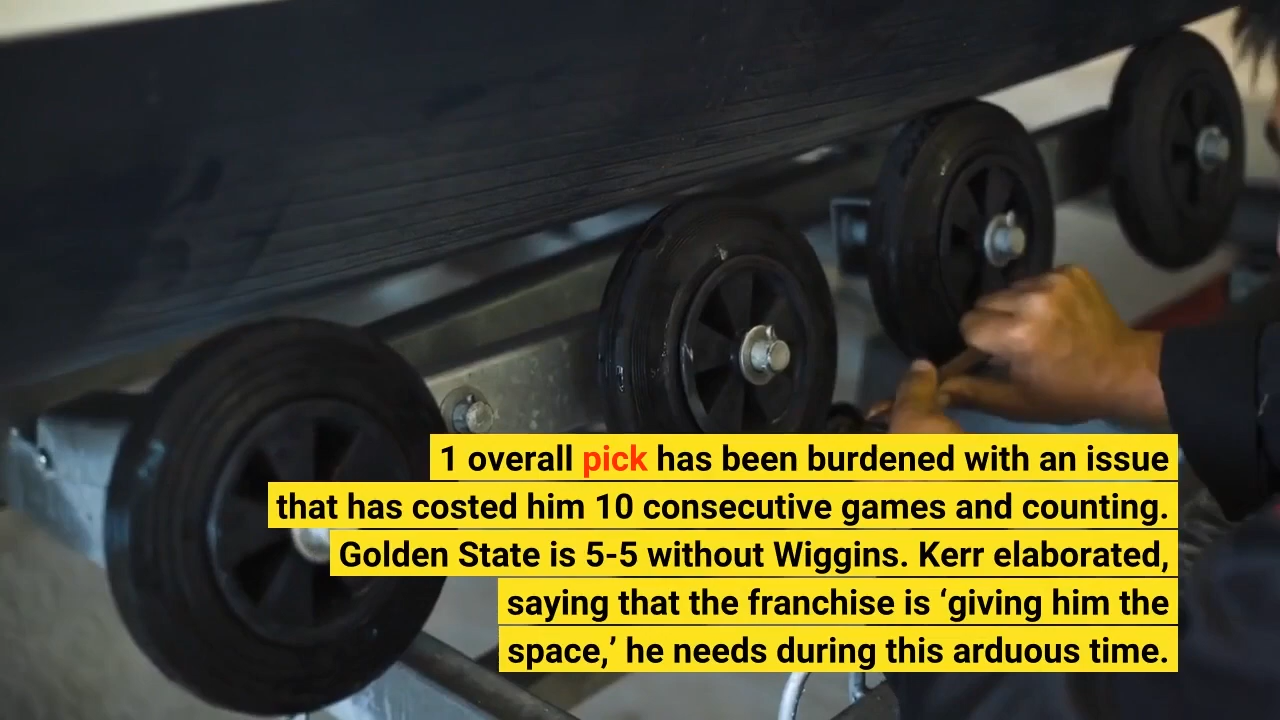 1 overall pick has been burdened with an issue
that has costed him 10 consecutive games and counting.
Golden State is 5-5 without Wiggins. Kerr elaborated,
saying that the franchise is ‘giving him the
space,’ he needs during this arduous time.